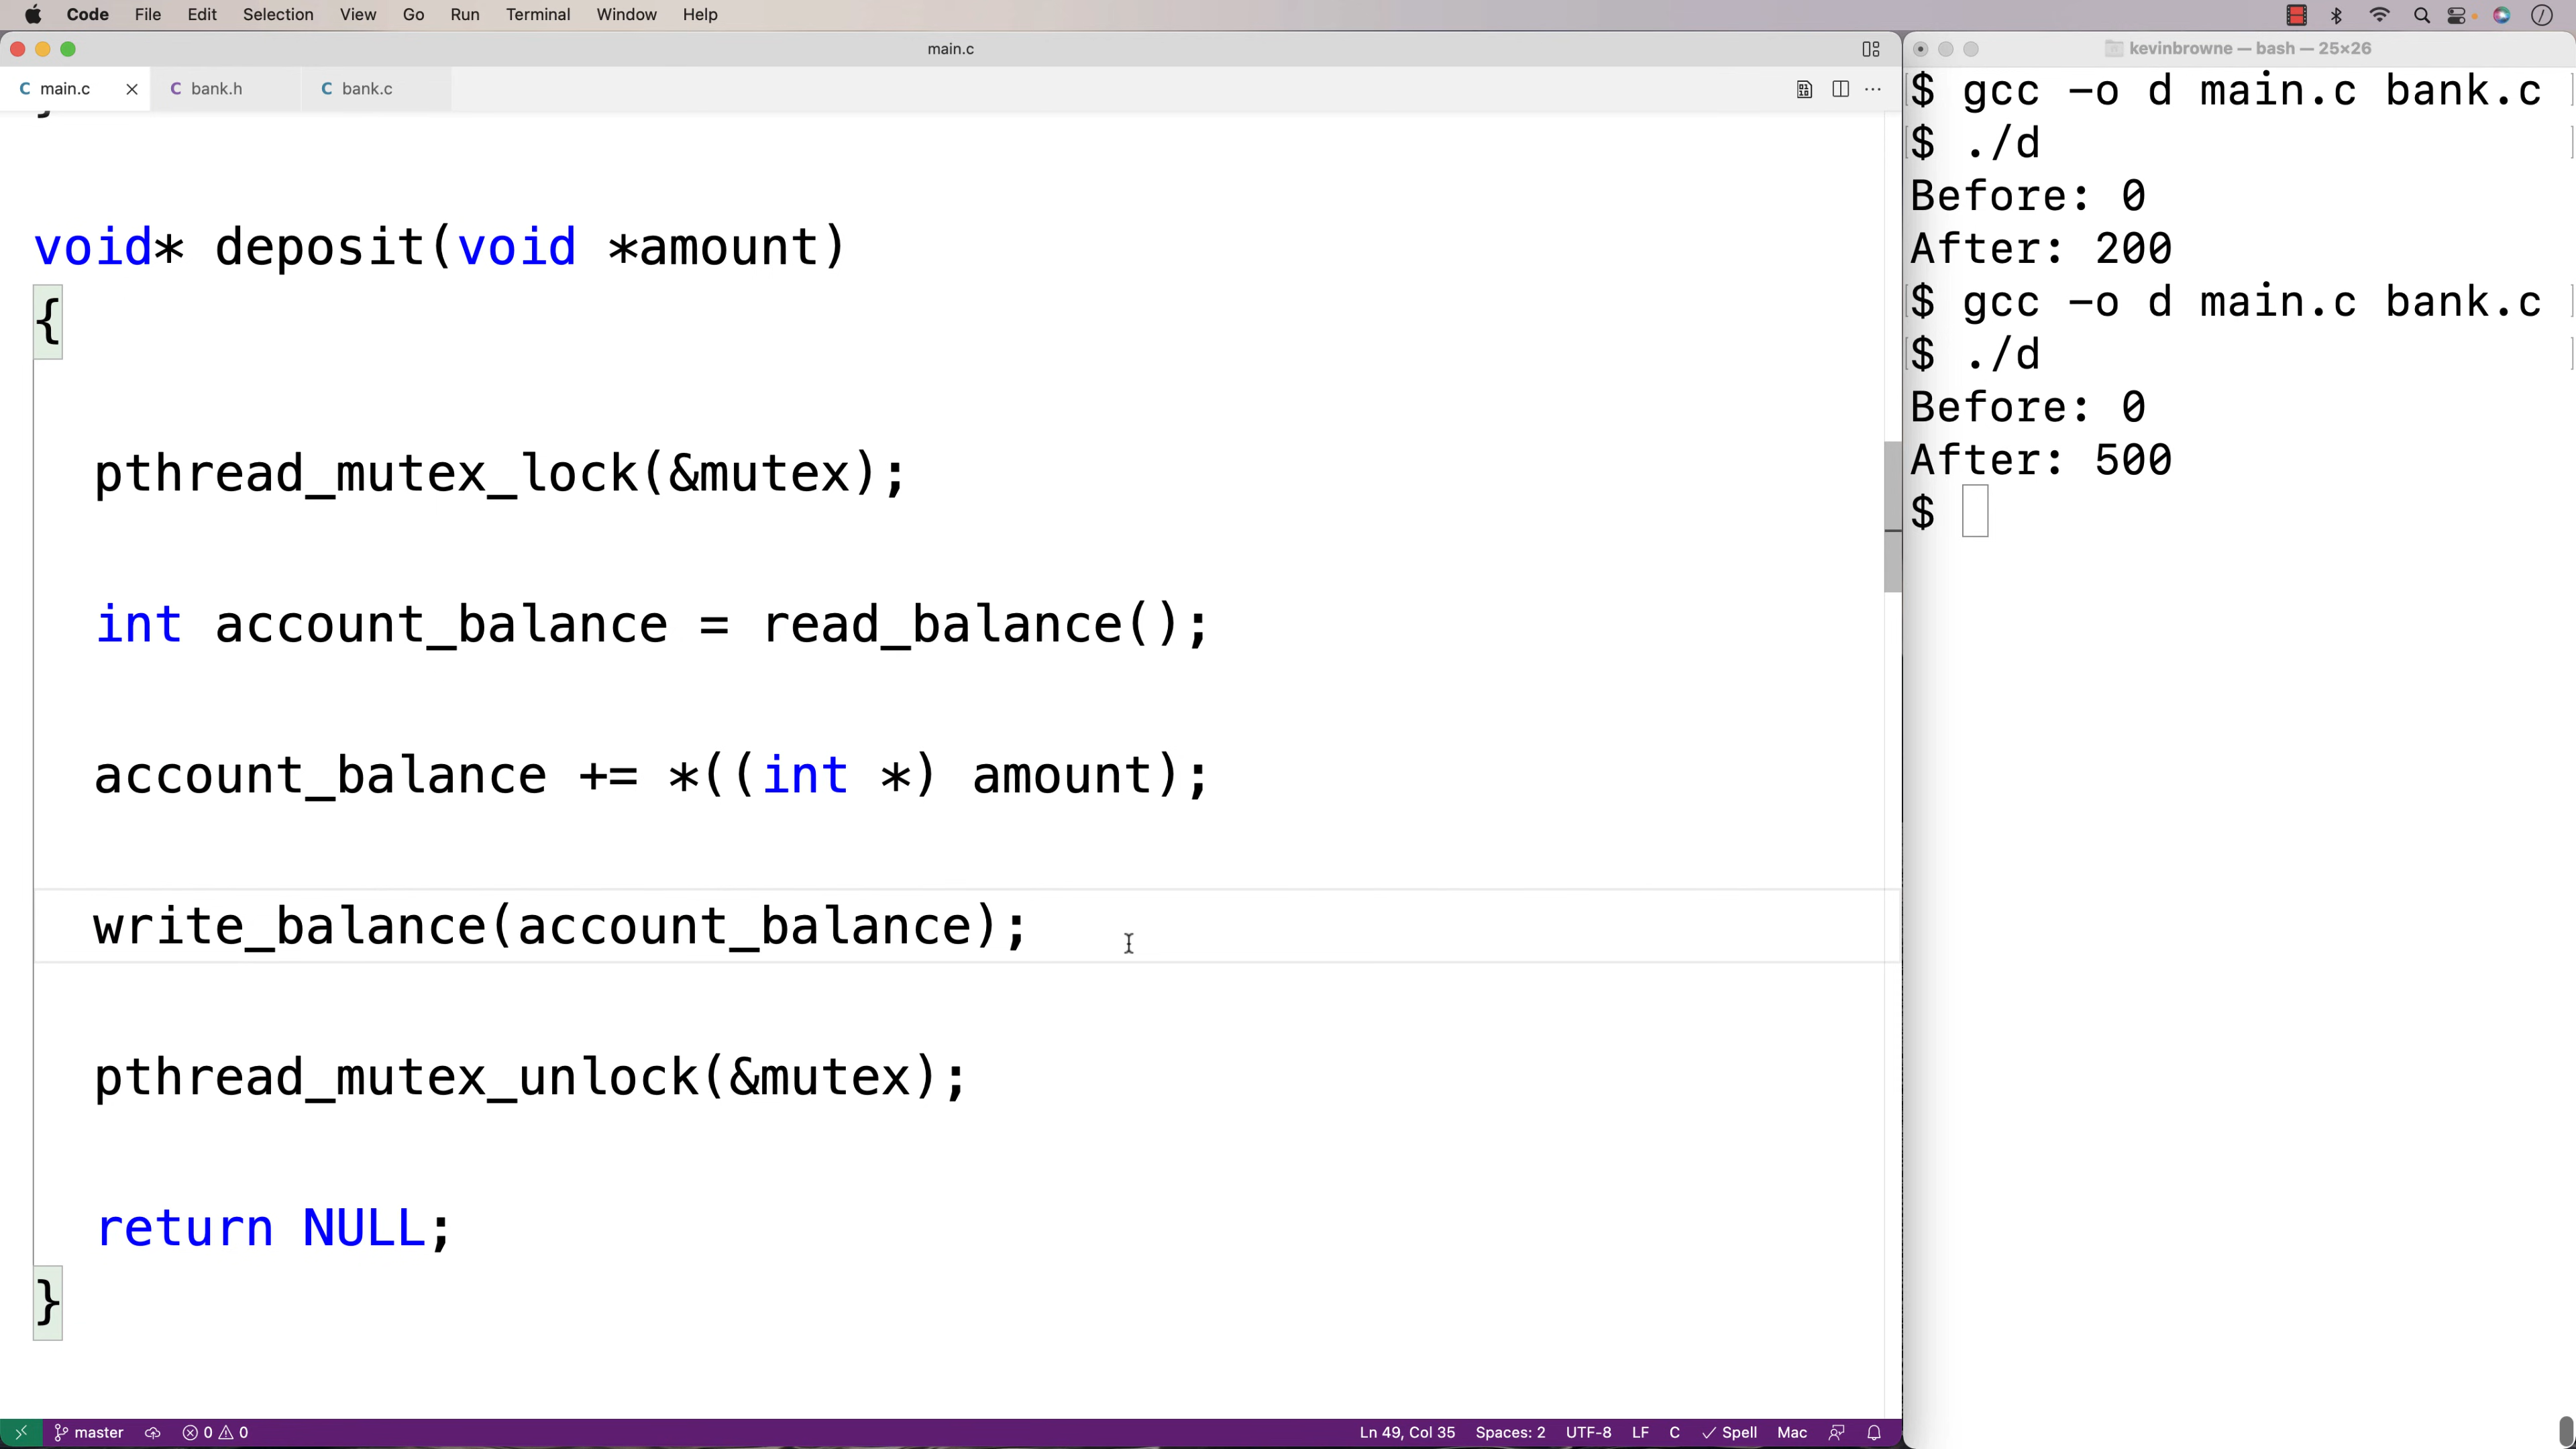 Code File Edit Selection View Go Run Terminal Window Help
main.c
main.c bank.h bank.c
}
void* deposit(void *amount)
{
pthread_mutex_lock(&mutex);
int account_balance = read_balance();
account_balance += *((int *) amount);
write_balance(account_balance);
pthread_mutex_unlock(&mutex);
return NULL;
}
master 0 0 Ln 49, Col 35 Spaces: 2 UTF-8 LF C Spell Mac
kevinbrowne — bash — 25×26
$ gcc -o d main.c bank.c
$ ./d
Before: 0
After: 200
$ gcc -o d main.c bank.c
$ ./d
Before: 0
After: 500
$